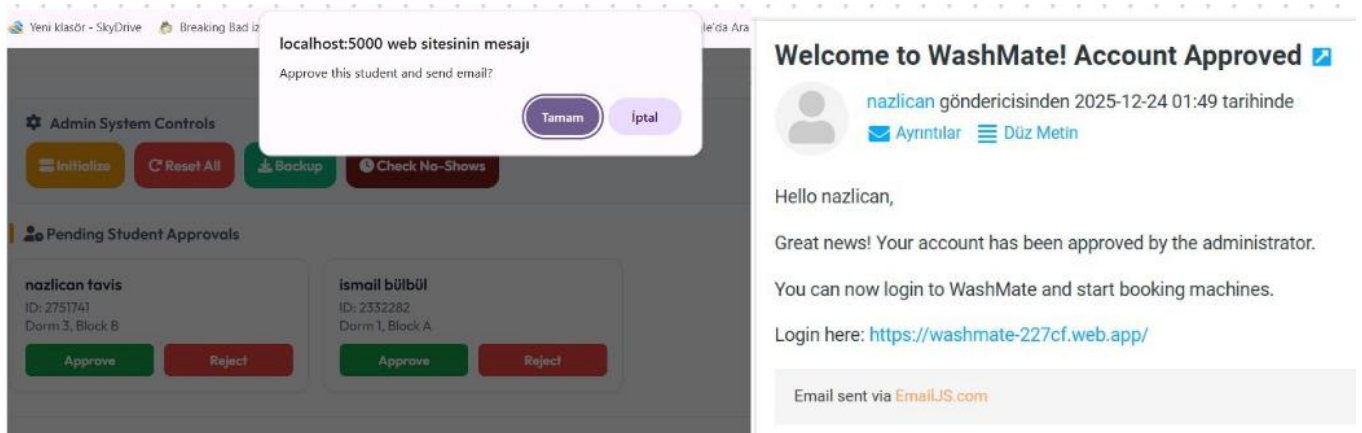 Yeni klasör - SkyDrive
Breaking Bad iz
le'da Ara
localhost:5000 web sitesinin mesajı
Approve this student and send email?
Tamam
İptal
Admin System Controls
Initialize
Reset All
Backup
Check No-Shows
Pending Student Approvals
nazlican tavis
ID: 2751741
Dorm 3, Block B
Approve
Reject
ismail bülbül
ID: 2332282
Dorm 1, Block A
Approve
Reject
Welcome to WashMate! Account Approved
nazlican göndericisinden 2025-12-24 01:49 tarihinde
Ayrıntılar Düz Metin
Hello nazlican,
Great news! Your account has been approved by the administrator.
You can now login to WashMate and start booking machines.
Login here: https://washmate-227cf.web.app/
Email sent via EmailJS.com